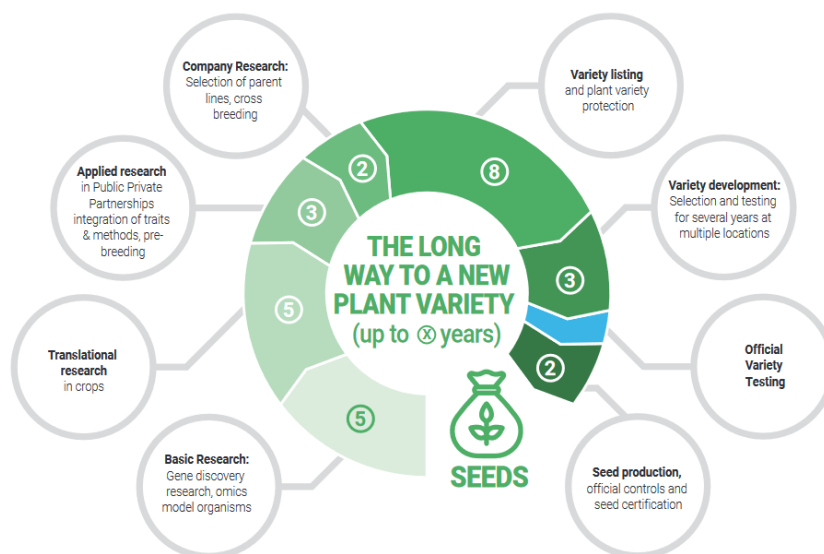 Company Research:
Selection of parent
lines, cross
breeding
Variety listing
and plant variety
protection
Applied research
in Public Private
Partnerships
integration of traits
& methods, pre-
breeding
Variety development:
Selection and testing
for several years at
multiple locations
2
8
3
3
5
2
5
THE LONG
WAY TO A NEW
PLANT VARIETY
(up to ⓧ years)
Translational
research
in crops
Official
Variety
Testing
Basic Research:
Gene discovery
research, omics
model organisms
SEEDS
Seed production,
official controls and
seed certification